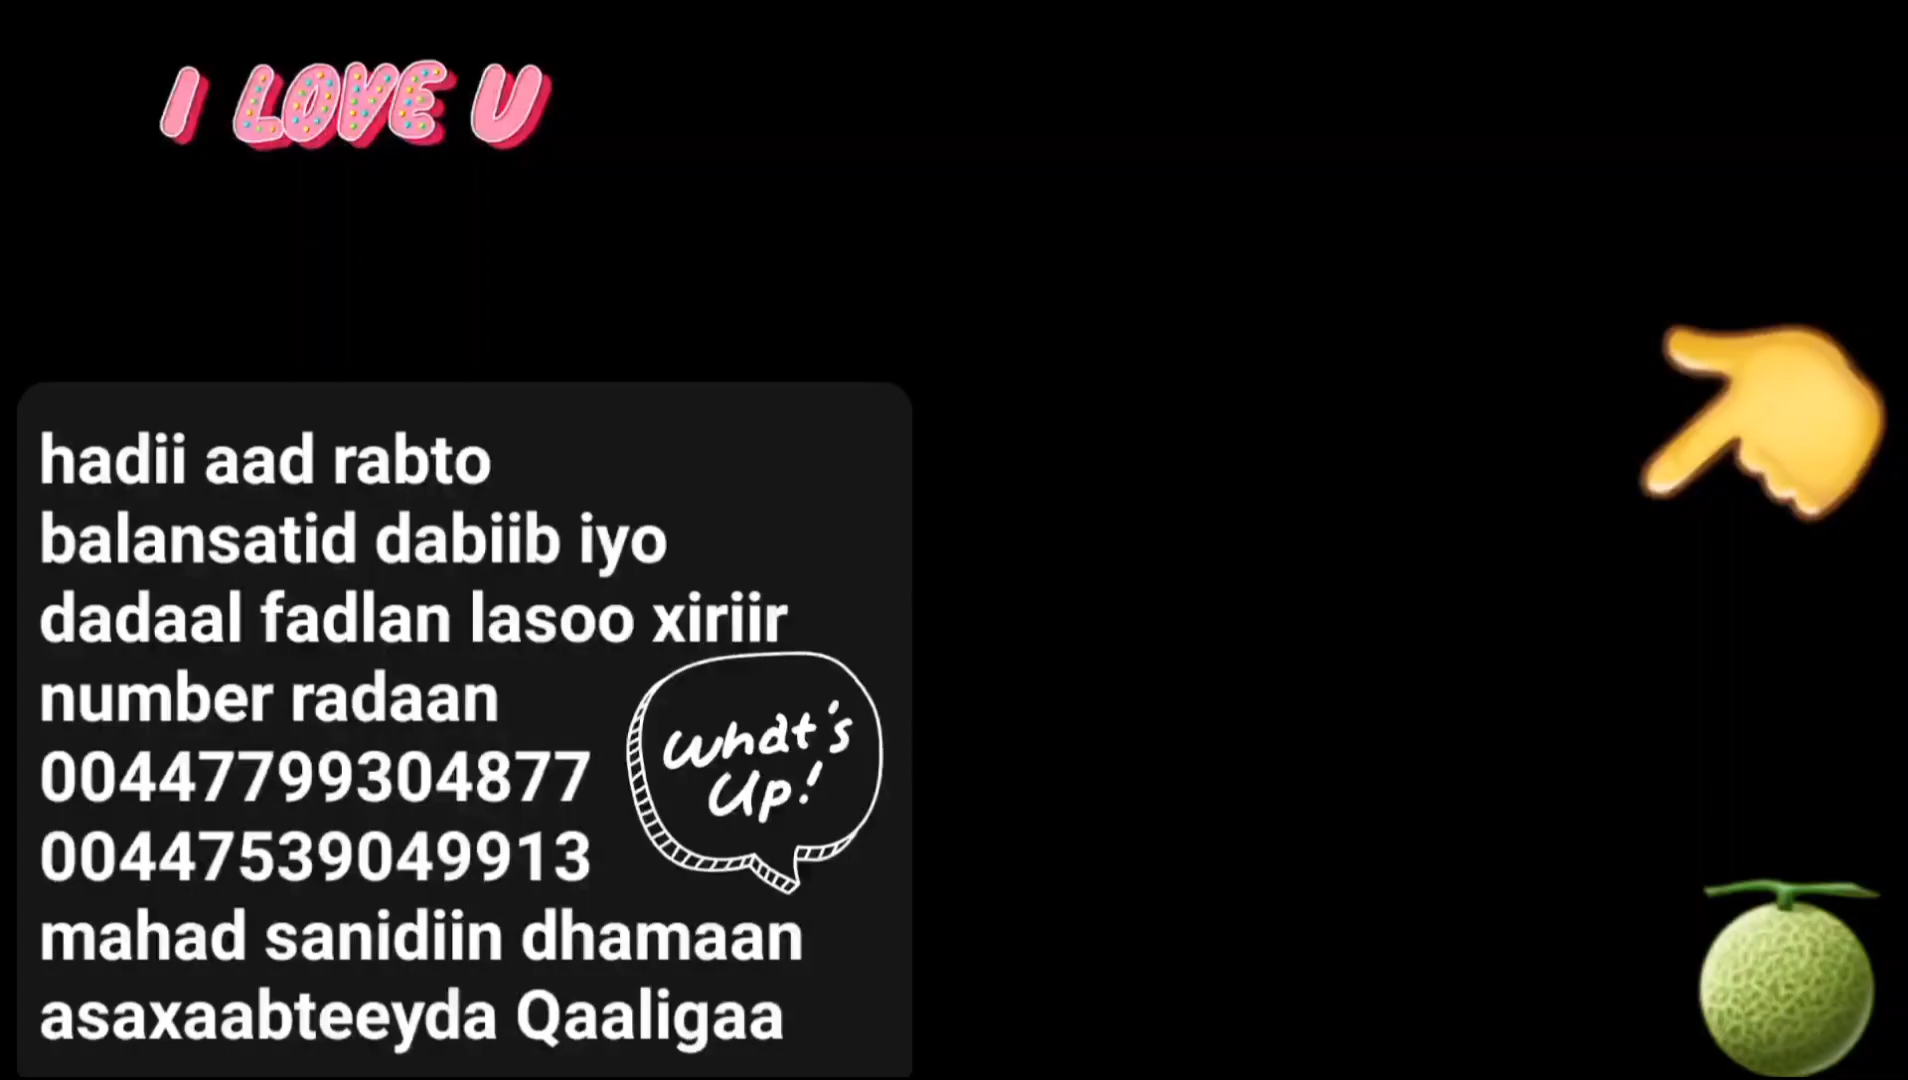 I LOVE U
hadii aad rabto
balansatid dabiib iyo
dadaal fadlan lasoo xiriir
number radaan
00447799304877
00447539049913
What's
Up!
mahad sanidiin dhamaan
asaxaabteeyda Qaaligaa